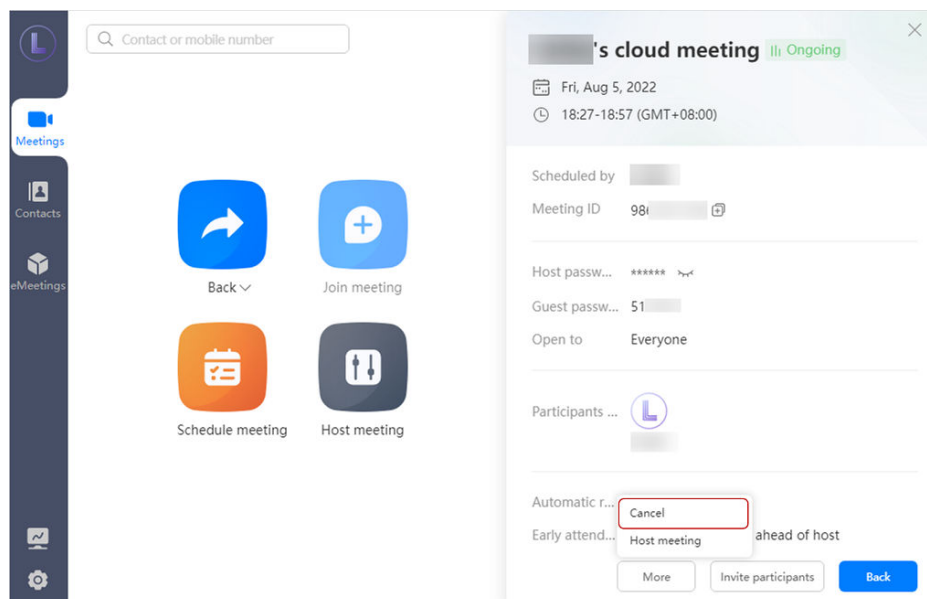 Contact or mobile number
Meetings
Contacts
eMeetings
Back
Join meeting
Schedule meeting
Host meeting
's cloud meeting
Ongoing
Fri, Aug 5, 2022
18:27-18:57 (GMT+08:00)
Scheduled by
Meeting ID
Host passw... ******
Guest passw... 51
Open to Everyone
Participants ...
L
Automatic r...
Cancel
Early attend... ahead of host
Host meeting
More
Invite participants
Back